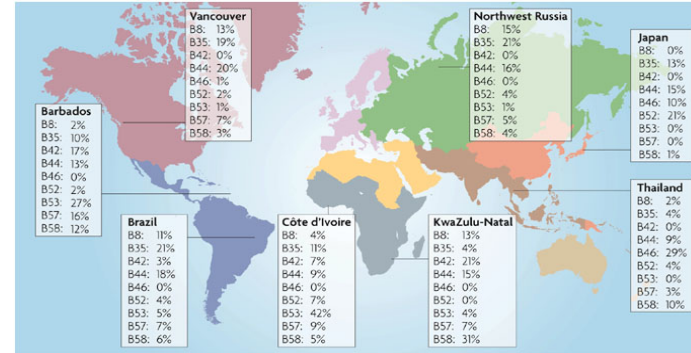 Vancouver
B8: 13%
B35: 19%
B42: 0%
B44: 20%
B46: 1%
B52: 2%
B53: 1%
B57: 7%
B58: 3%
Northwest Russia
B8: 15%
B35: 21%
B42: 0%
B44: 16%
B46: 0%
B52: 4%
B53: 1%
B57: 5%
B58: 4%
Japan
B8: 0%
B35: 13%
B42: 0%
B44: 15%
B46: 10%
B52: 21%
B53: 0%
B57: 0%
B58: 1%
Barbados
B8: 2%
B35: 10%
B42: 17%
B44: 13%
B46: 0%
B52: 2%
B53: 27%
B57: 16%
B58: 12%
Thailand
B8: 2%
B35: 4%
B42: 0%
B44: 9%
B46: 29%
B52: 4%
B53: 0%
B57: 3%
B58: 10%
Brazil
B8: 11%
B35: 21%
B42: 3%
B44: 18%
B46: 0%
B52: 4%
B53: 5%
B57: 7%
B58: 6%
Côte d'Ivoire
B8: 4%
B35: 11%
B42: 7%
B44: 9%
B46: 0%
B52: 7%
B53: 42%
B57: 9%
B58: 5%
KwaZulu-Natal
B8: 13%
B35: 4%
B42: 21%
B44: 15%
B46: 0%
B52: 0%
B53: 4%
B57: 7%
B58: 31%